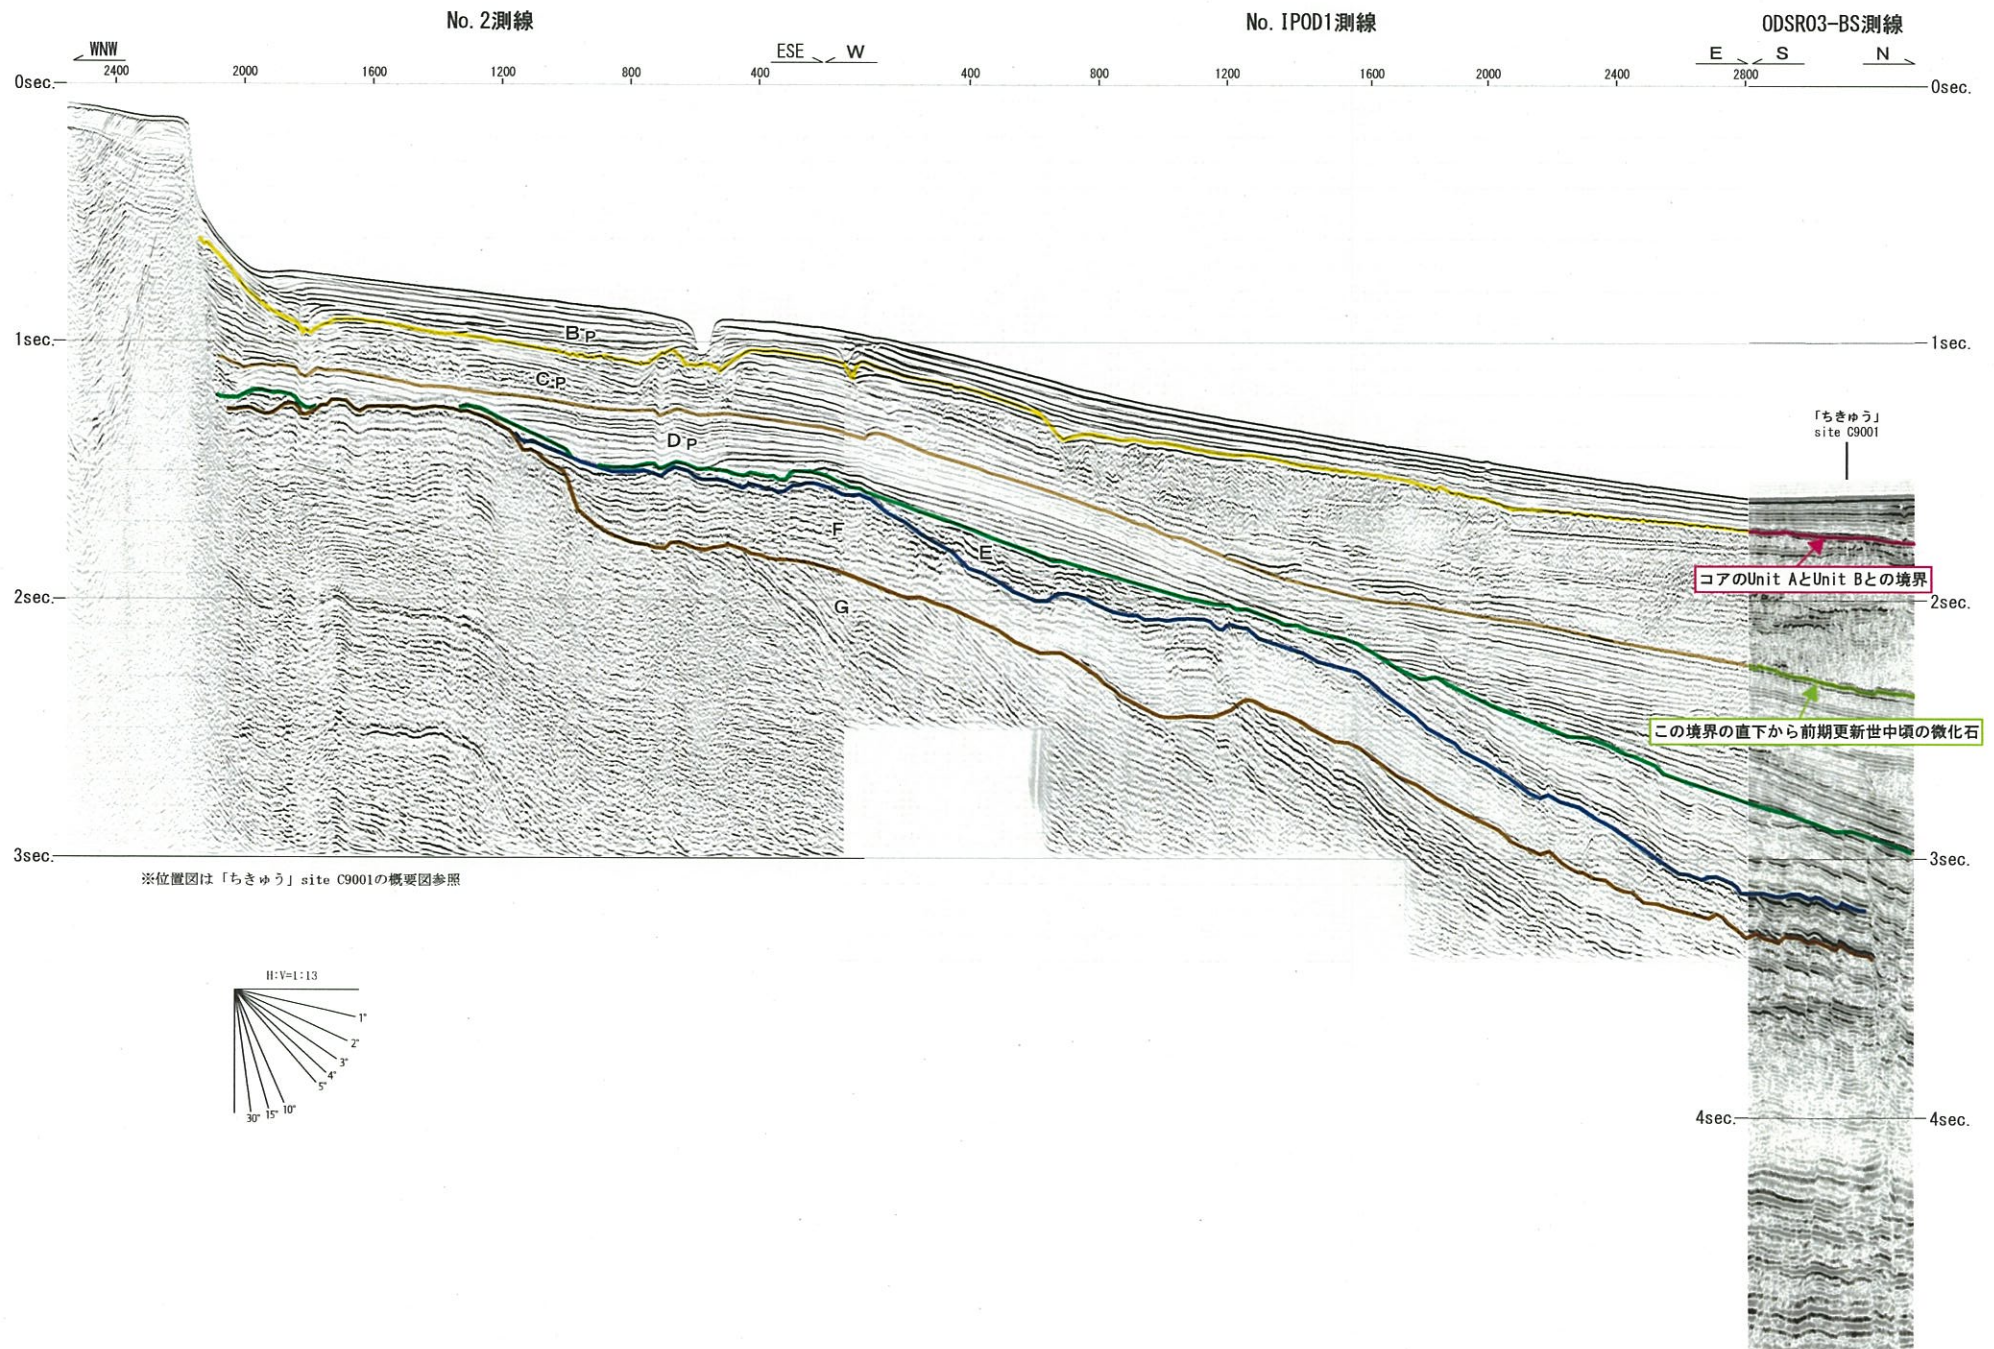 No. 2測線
No. IPOD1測線
ODSR03-BS測線
WNW
ESE
W
E
S
N
2400 2000 1600 1200 800 400 400 800 1200 1600 2000 2400 2800
0sec.
0sec.
1sec.
1sec.
2sec.
2sec.
3sec.
3sec.
4sec.
4sec.
BP
CP
DP
E
F
G
「ちきゅう」
site C9001
コアのUnit AとUnit Bとの境界
この境界の直下から前期更新世中頃の微化石
※位置図は「ちきゅう」site C9001の概要図参照
H:V=1:13
1°
2°
3°
4°
5°
10°
15°
30°